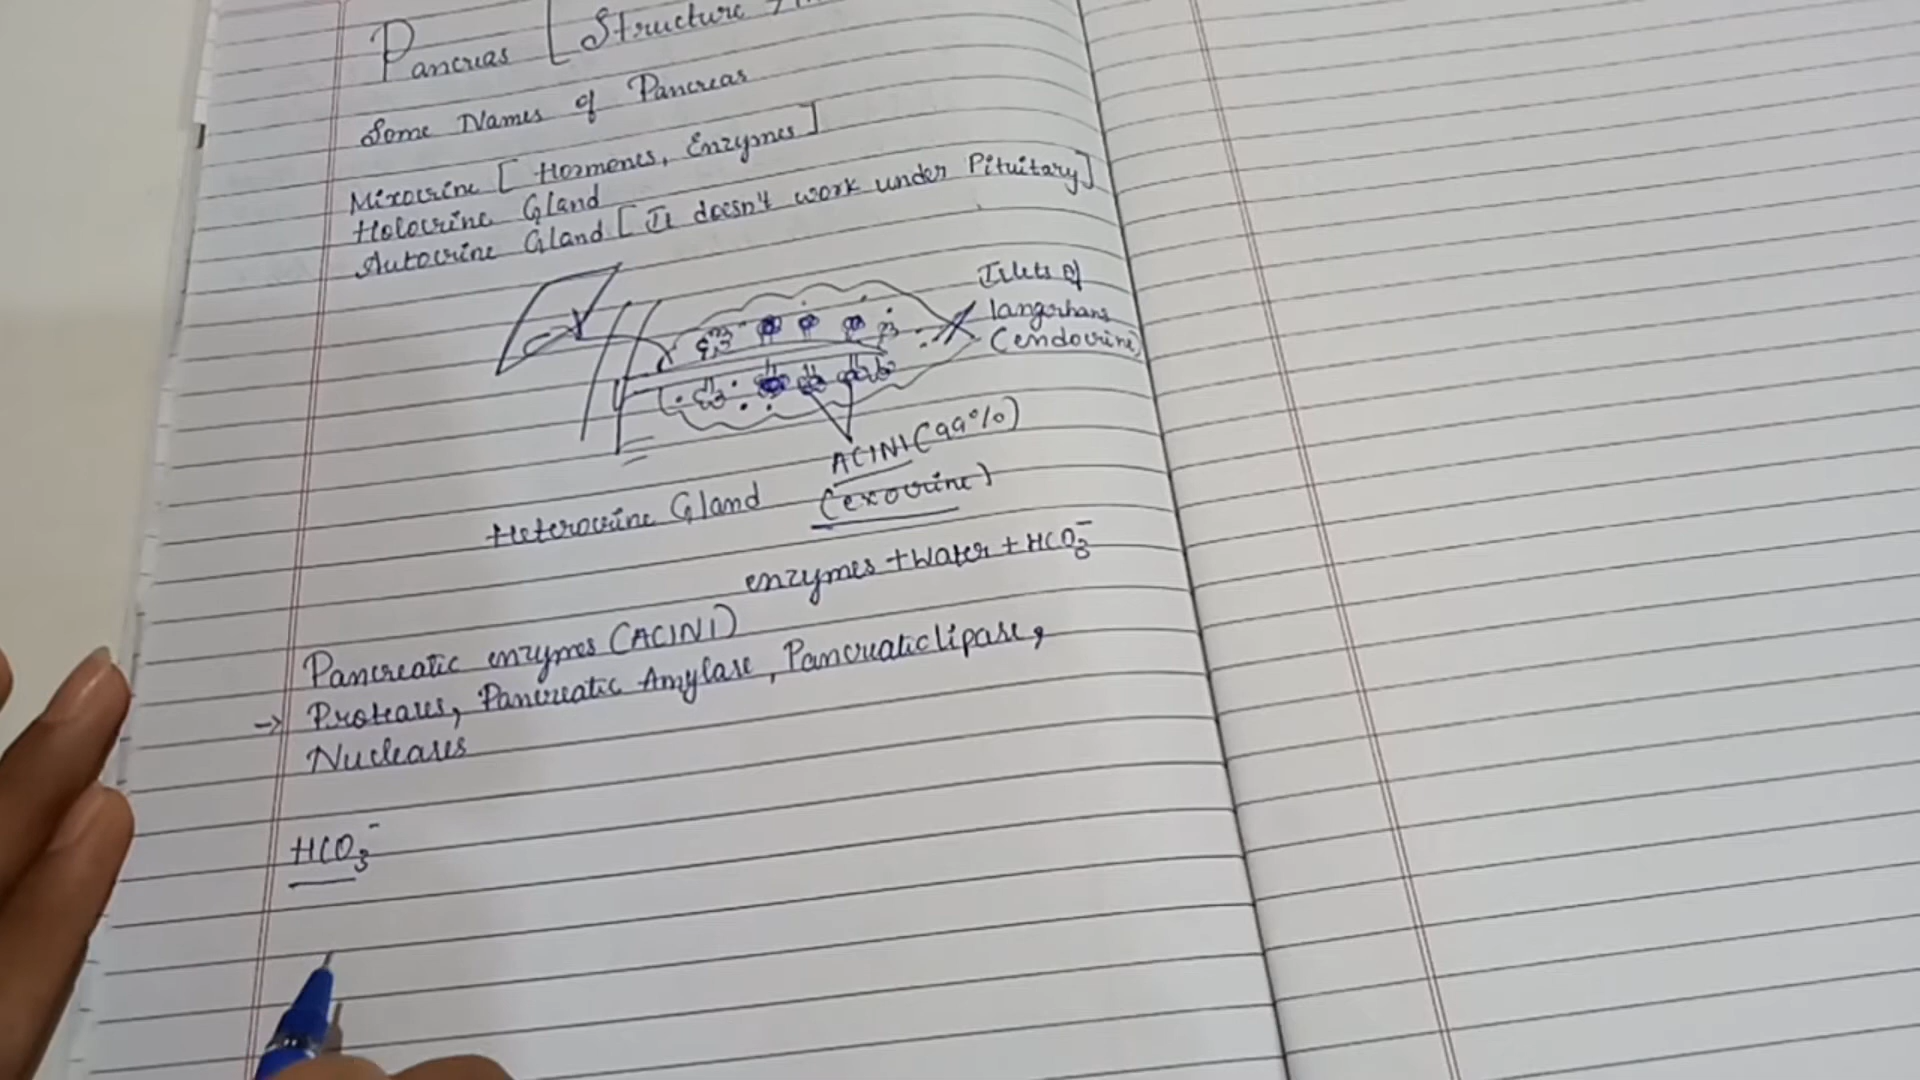 Pancreas [ Structure
Some Names of Pancreas
Mixocrine [ Hormones, Enzymes ]
Holocrine Gland
Autocrine Gland [ It doesn't work under Pituitary ]
Islets of
langerhans
(endocrine)
ACINI (99%)
(exocrine)
Heterocrine Gland
enzymes + Water + HCO₃⁻
Pancreatic enzymes (ACINI)
→ Proteases, Pancreatic Amylase, Pancreatic lipase,
Nucleases
HCO₃⁻